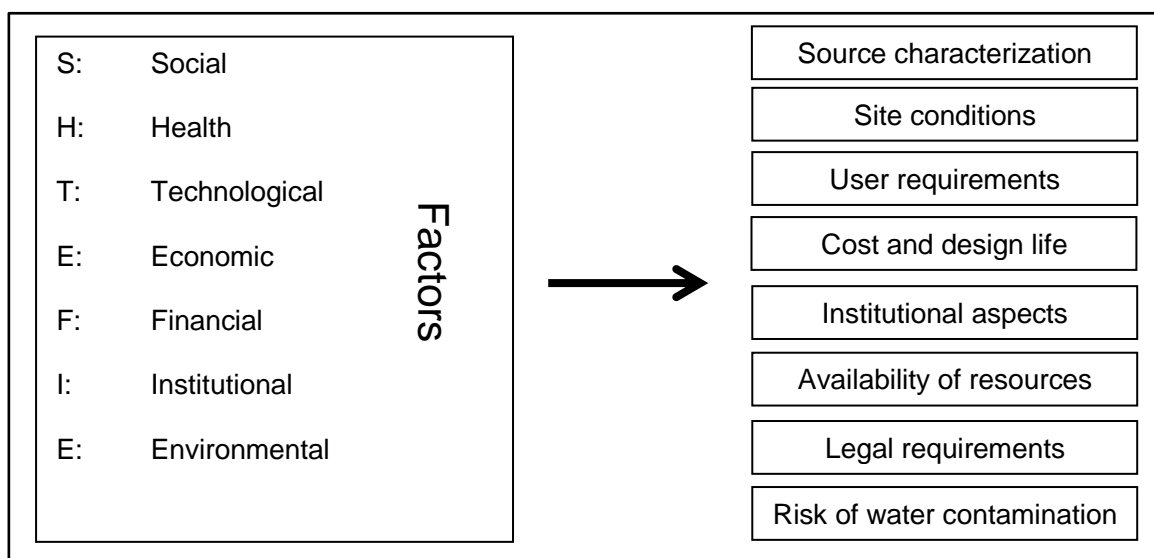 S: Social
H: Health
T: Technological
E: Economic
F: Financial
I: Institutional
E: Environmental
Factors
Source characterization
Site conditions
User requirements
Cost and design life
Institutional aspects
Availability of resources
Legal requirements
Risk of water contamination